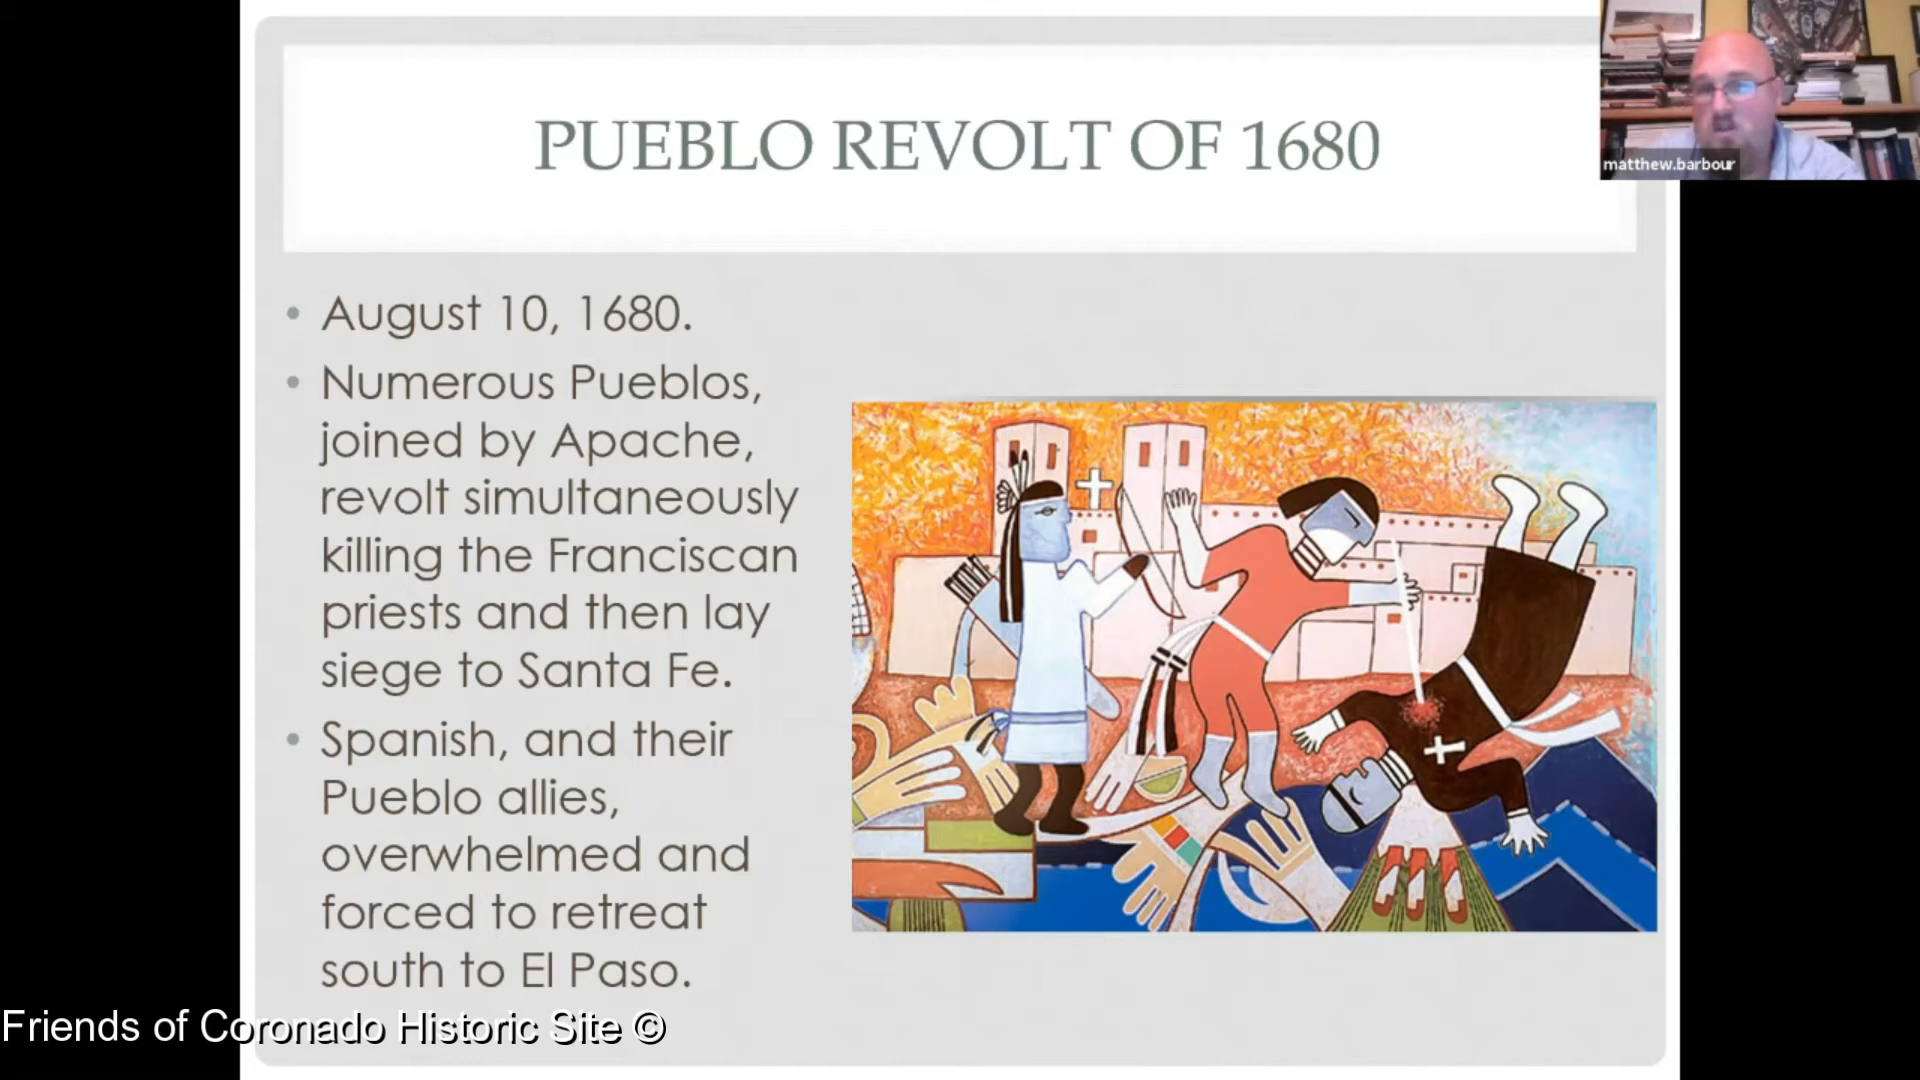 PUEBLO REVOLT OF 1680
matthew.barbour
• August 10, 1680.
• Numerous Pueblos,
joined by Apache,
revolt simultaneously
killing the Franciscan
priests and then lay
siege to Santa Fe.
• Spanish, and their
Pueblo allies,
overwhelmed and
forced to retreat
south to El Paso.
Friends of Coronado Historic Site ©